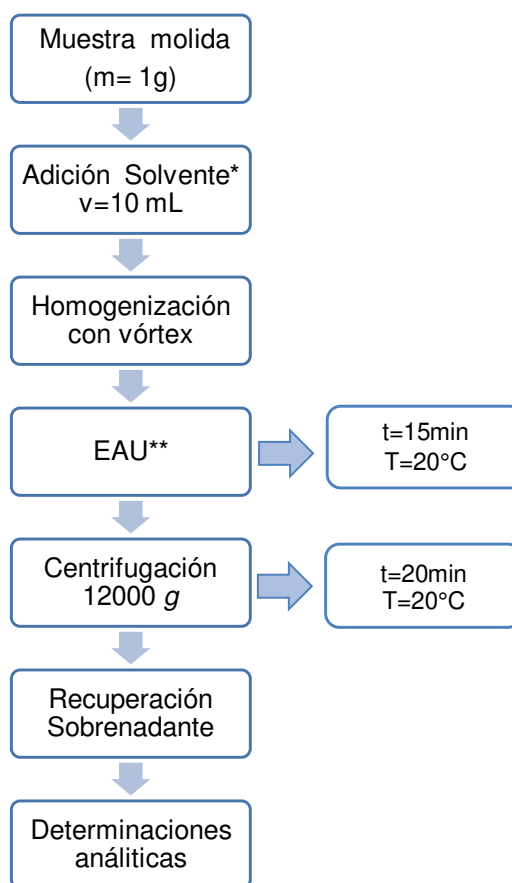 Muestra molida
(m= 1g)
Adición Solvente*
v=10 mL
Homogenización
con vórtex
EAU**
t=15min
T=20°C
Centrifugación
12000 g
t=20min
T=20°C
Recuperación
Sobrenadante
Determinaciones
análiticas